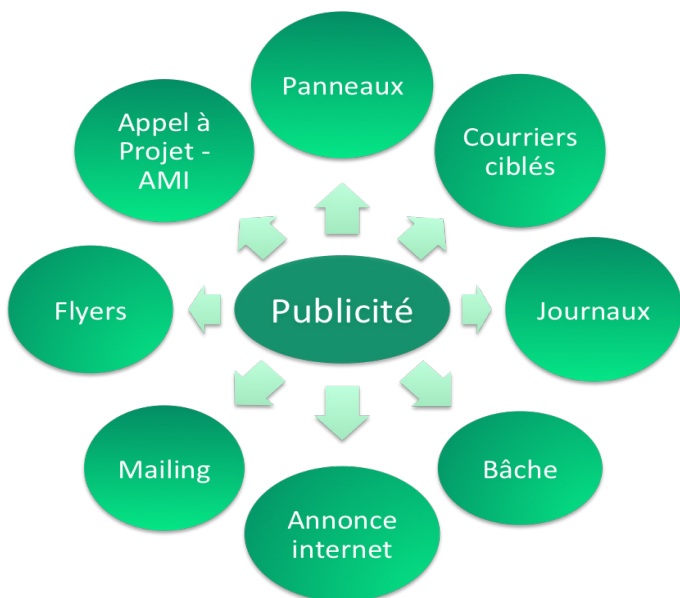 Panneaux
Appel à
Projet -
AMI
Courriers
ciblés
Flyers
Publicité
Journaux
Mailing
Bâche
Annonce
internet